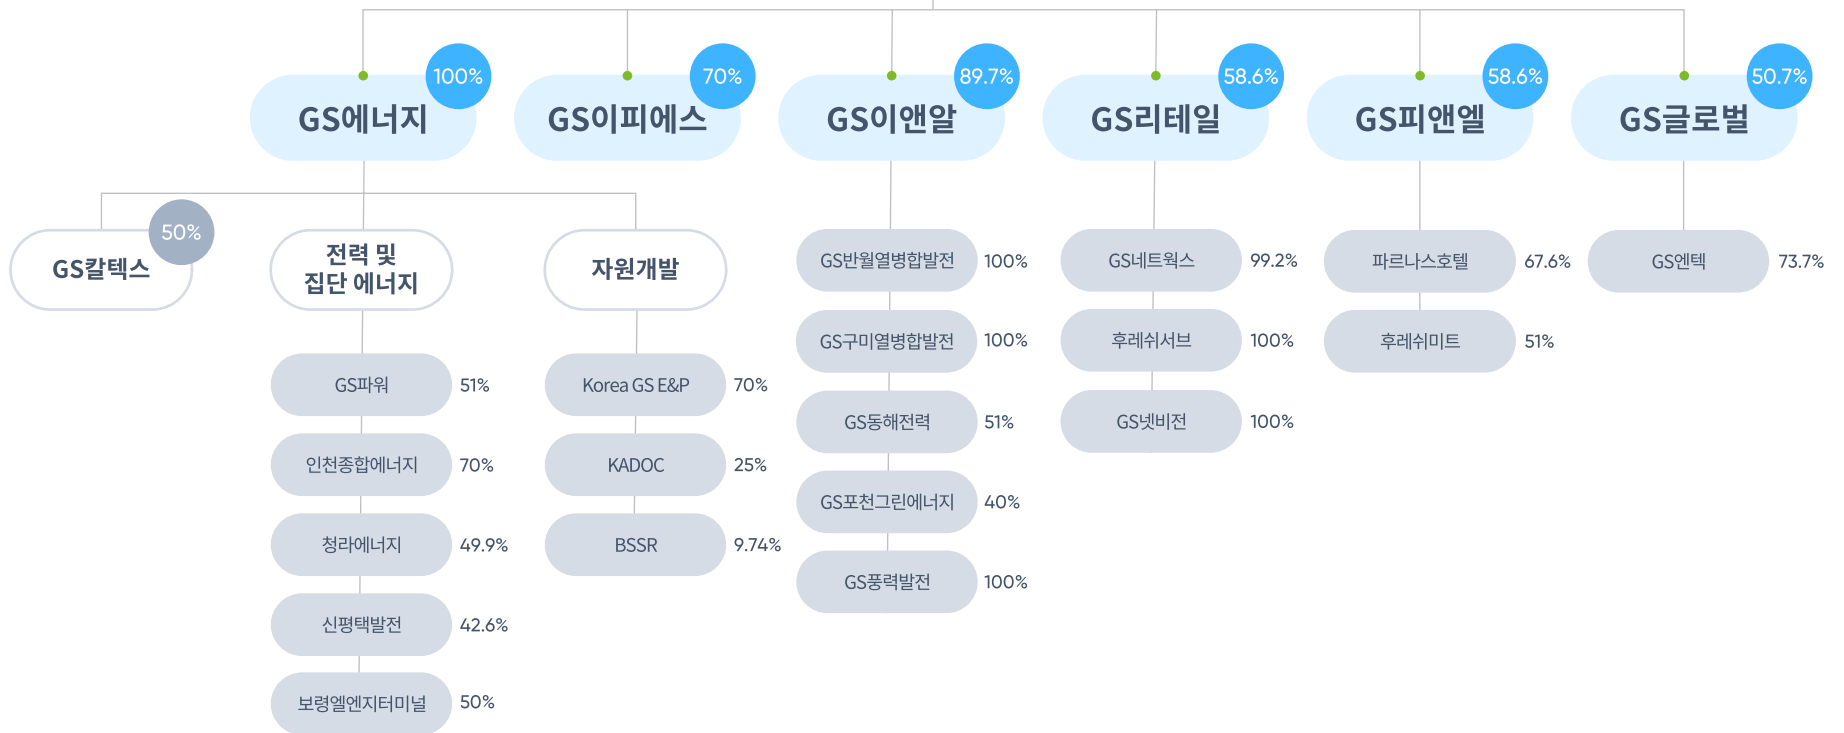 100%
GS에너지
70%
GS이피에스
89.7%
GS이앤알
58.6%
GS리테일
58.6%
GS피앤엘
50.7%
GS글로벌
50%
GS칼텍스
전력 및
집단 에너지
GS파워 51%
인천종합에너지 70%
청라에너지 49.9%
신평택발전 42.6%
보령엘엔지터미널 50%
자원개발
Korea GS E&P 70%
KADOC 25%
BSSR 9.74%
GS반월열병합발전 100%
GS구미열병합발전 100%
GS동해전력 51%
GS포천그린에너지 40%
GS풍력발전 100%
GS네트웍스 99.2%
후레쉬서브 100%
GS넷비전 100%
파르나스호텔 67.6%
후레쉬미트 51%
GS엔텍 73.7%